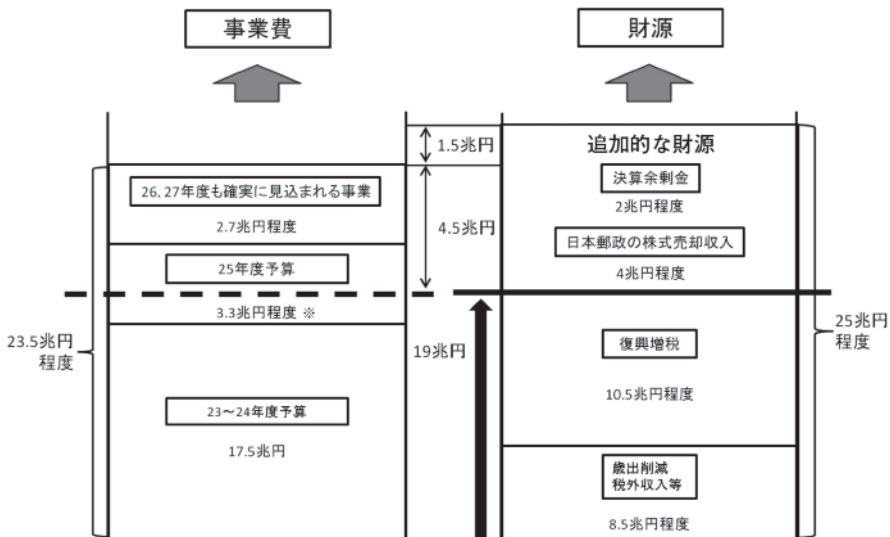 事業費
財源
1.5兆円
追加的な財源
26、27年度も確実に見込まれる事業
2.7兆円程度
4.5兆円
決算余剰金
2兆円程度
日本郵政の株式売却収入
4兆円程度
25年度予算
3.3兆円程度 ※
23.5兆円
程度
19兆円
25兆円
程度
復興増税
10.5兆円程度
23～24年度予算
17.5兆円
歳出削減
税外収入等
8.5兆円程度